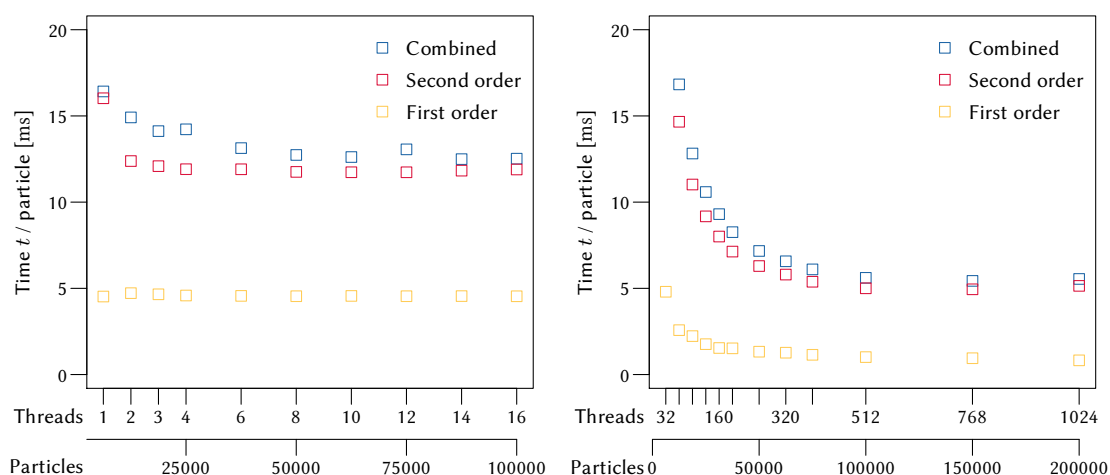 20
15
10
5
0
Time t / particle [ms]
Combined
Second order
First order
Threads 1 2 3 4 6 8 10 12 14 16
Particles 25000 50000 75000 100000
20
15
10
5
0
Time t / particle [ms]
Combined
Second order
First order
Threads 32 160 320 512 768 1024
Particles 0 50000 100000 150000 200000